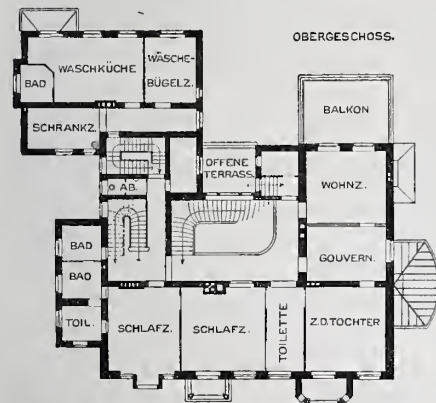 OBERGESCHOSS.
WASCHKÜCHE
WÄSCHE-
BÜGELZ.
BAD
SCHRANKZ.
BALKON
OFFENE
TERRASS.
WOHNZ.
AB.
BAD
BAD
GOUVERN.
TOIL.
SCHLAFZ.
SCHLAFZ.
TOILETTE
Z.D.TOCHTER